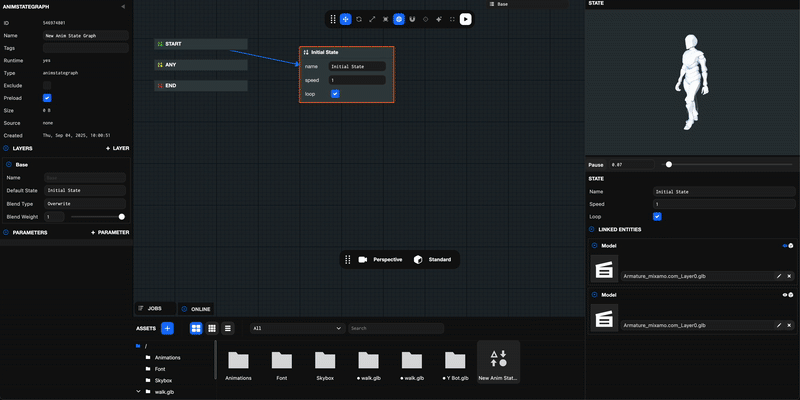 ANIMSTATEGRAPH
ID 546974801
Name New Anim State Graph
Tags
Runtime yes
Type animstategraph
Exclude
Preload
Size 0 B
Source none
Created Thu, Sep 04, 2025, 10:00:51
LAYERS + LAYER
Base
Name
Default State Initial State
Blend Type Overwrite
Blend Weight 1
PARAMETERS + PARAMETER
Base
START
ANY
END
Initial State
name Initial State
speed 1
loop
Perspective Standard
STATE
Pause 0.07
STATE
Name Initial State
Speed 1
Loop
LINKED ENTITIES
Model
Armature_mixamo.com_Layer0.glb
Model
Armature_mixamo.com_Layer0.glb
JOBS ONLINE
ASSETS All Search
/
Animations
Font
Skybox
walk.glb
Animations Font Skybox walk.glb walk.glb Y Bot.glb New Anim Stat...